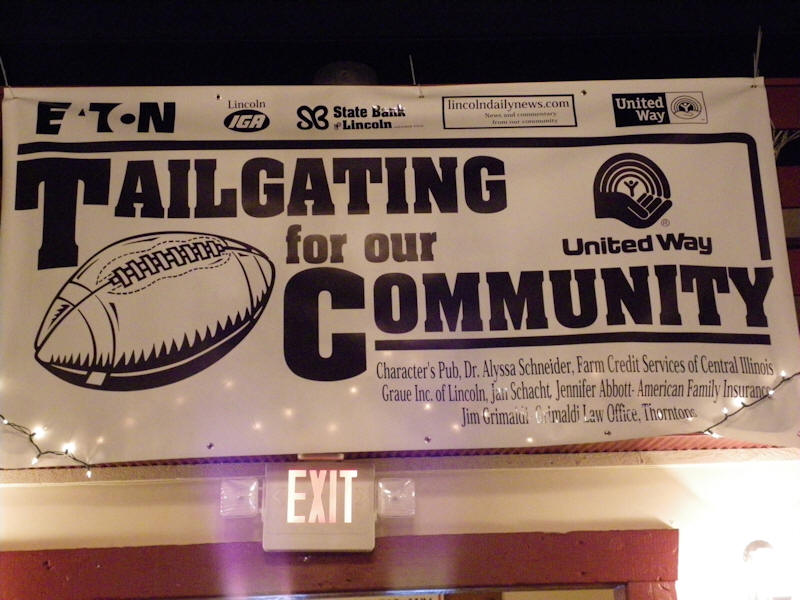 EATON
Lincoln
IGA
State Bank
of Lincoln
lincolndailynews.com
News and commentary
from our community
United
Way
TAILGATING
for our
COMMUNITY
United Way
Character's Pub, Dr. Alyssa Schneider, Farm Credit Services of Central Illinois
Graue Inc. of Lincoln, Jan Schacht, Jennifer Abbott- American Family Insurance
Jim Grimaldi Grimaldi Law Office, Thorntons
EXIT